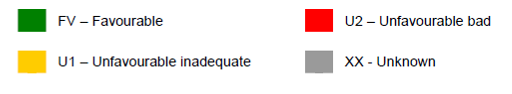 FV – Favourable
U2 – Unfavourable bad
U1 – Unfavourable inadequate
XX - Unknown